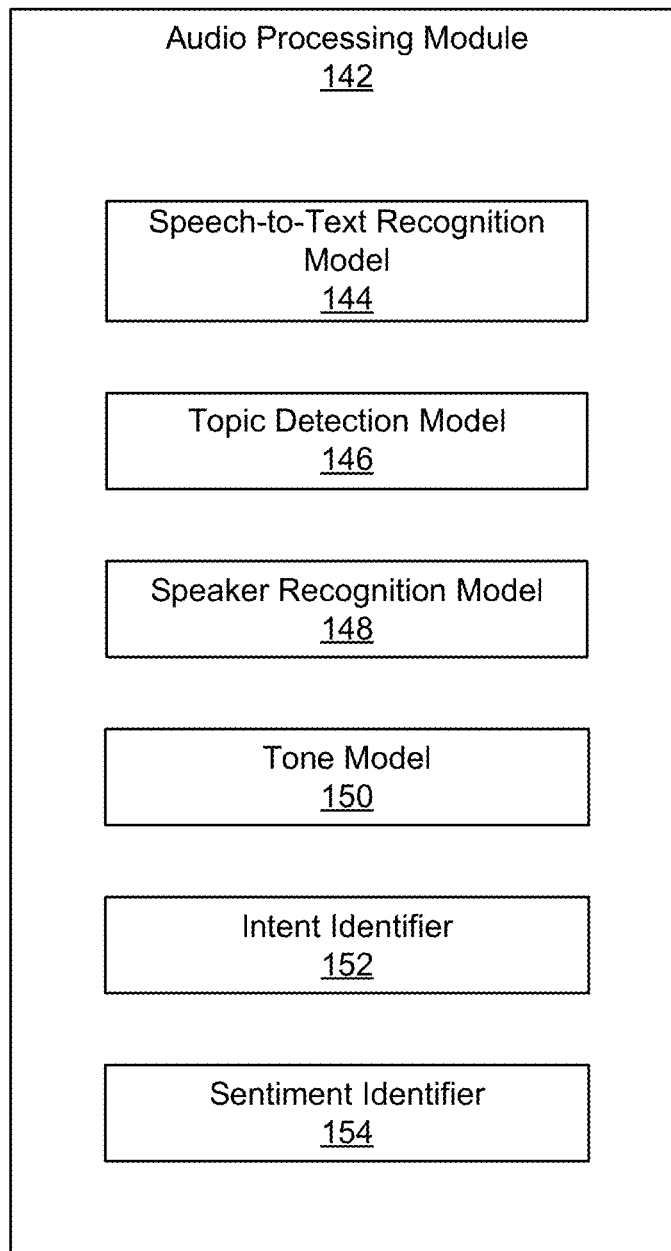 Audio Processing Module
142
Speech-to-Text Recognition
Model
144
Topic Detection Model
146
Speaker Recognition Model
148
Tone Model
150
Intent Identifier
152
Sentiment Identifier
154